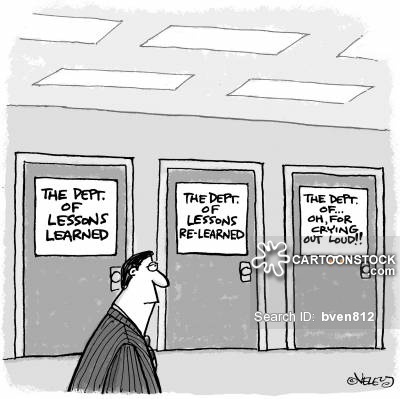 THE DEPT.
OF
LESSONS
LEARNED
THE DEPT.
OF
LESSONS
RE-LEARNED
THE DEPT.
OF...
OH, FOR
CRYING
OUT LOUD!!
CARTOONSTOCK
.com
Search ID: bven812
©VELEZ